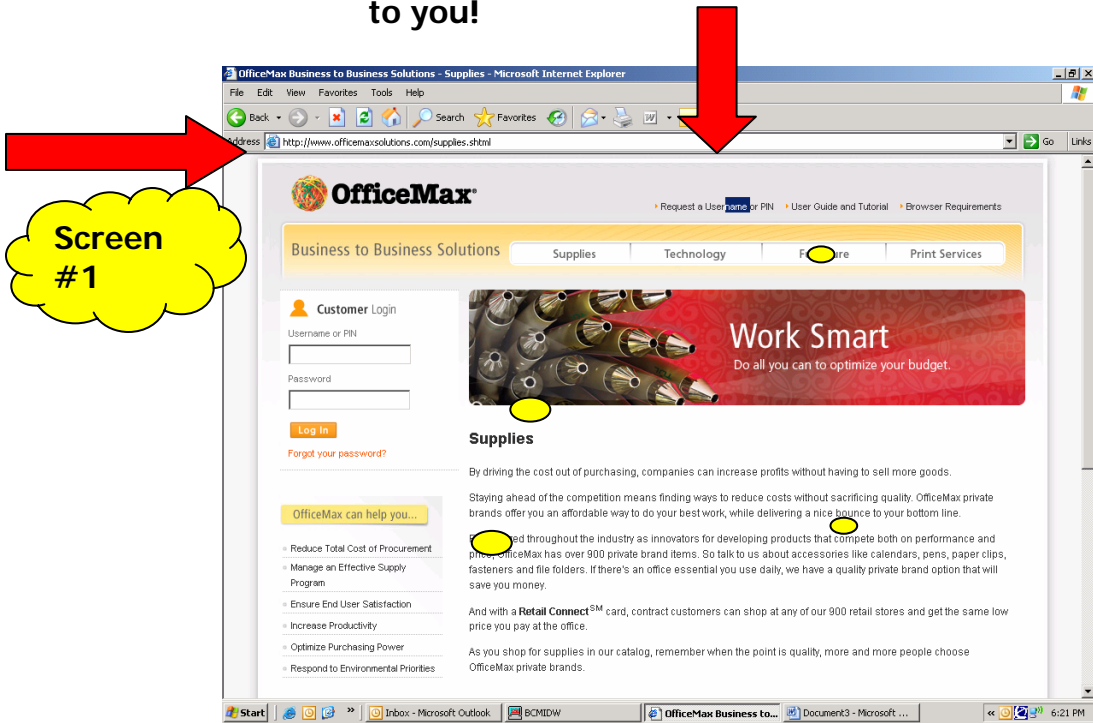 to you!
OfficeMax Business to Business Solutions - Supplies - Microsoft Internet Explorer
File Edit View Favorites Tools Help
Back Search Favorites
Address http://www.officemaxsolutions.com/supplies.shtml Go Links
OfficeMax
Request a Username or PIN User Guide and Tutorial Browser Requirements
Screen
#1
Business to Business Solutions Supplies Technology Print Services
Customer Login
Username or PIN
Password
Log In
Forgot your password?
Work Smart
Do all you can to optimize your budget.
OfficeMax can help you...
Reduce Total Cost of Procurement
Manage an Effective Supply
Program
Ensure End User Satisfaction
Increase Productivity
Optimize Purchasing Power
Respond to Environmental Priorities
Supplies
By driving the cost out of purchasing, companies can increase profits without having to sell more goods.
Staying ahead of the competition means finding ways to reduce costs without sacrificing quality. OfficeMax private
brands offer you an affordable way to do your best work, while delivering a nice bounce to your bottom line.
throughout the industry as innovators for developing products that compete both on performance and
price, OfficeMax has over 900 private brand items. So talk to us about accessories like calendars, pens, paper clips,
fasteners and file folders. If there's an office essential you use daily, we have a quality private brand option that will
save you money.
And with a Retail Connect SM card, contract customers can shop at any of our 900 retail stores and get the same low
price you pay at the office.
As you shop for supplies in our catalog, remember when the point is quality, more and more people choose
OfficeMax private brands.
Start Inbox - Microsoft Outlook BCMIDW OfficeMax Business to... Document3 - Microsoft ... 6:21 PM